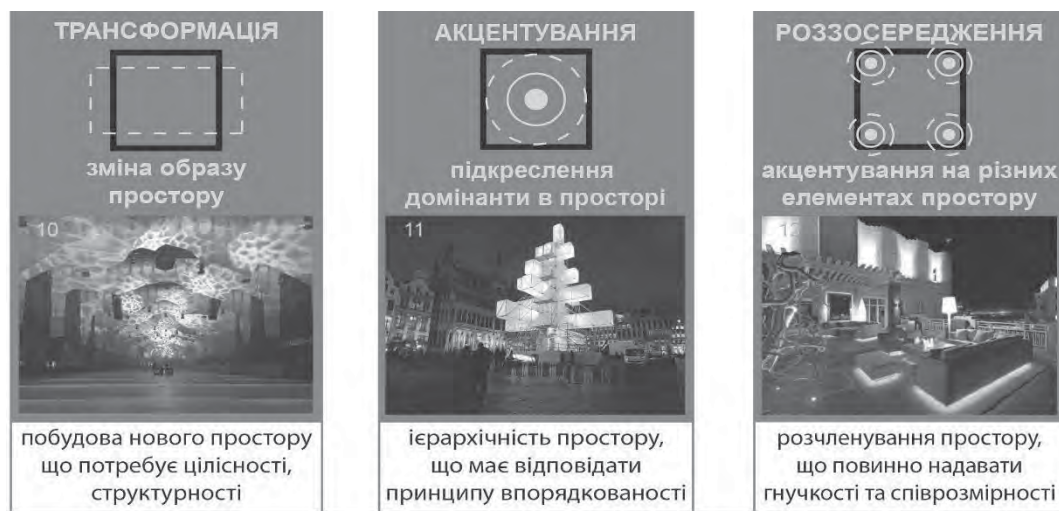 ТРАНСФОРМАЦІЯ
зміна образу
простору
10
побудова нового простору
що потребує цілісності,
структурності
АКЦЕНТУВАННЯ
підкреслення
домінанти в просторі
11
ієрархічність простору,
що має відповідати
принципу впорядкованості
РОЗЗОСЕРЕДЖЕННЯ
акцентування на різних
елементах простору
12
розчленування простору,
що повинно надавати
гнучкості та співрозмірності